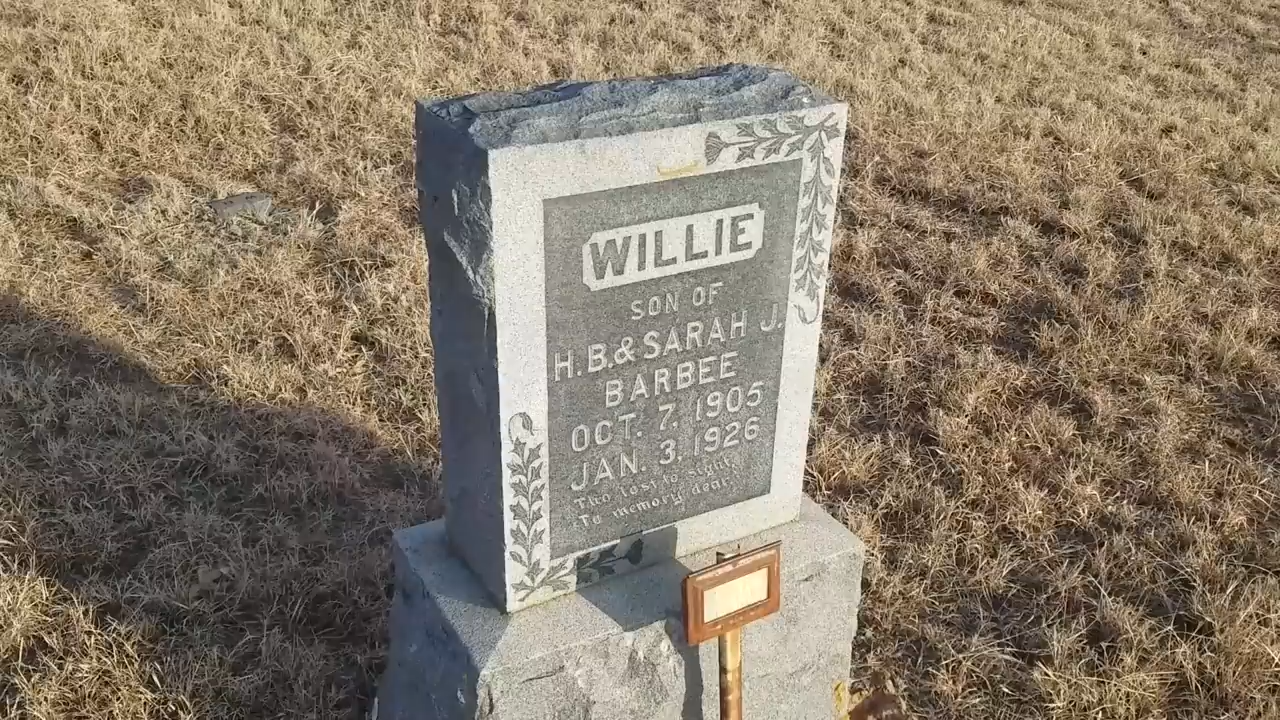 WILLIE
SON OF
H.B.&SARAH J.
BARBEE
OCT. 7. 1905
JAN. 3. 1926
Tho lost to sight,
To memory dear.